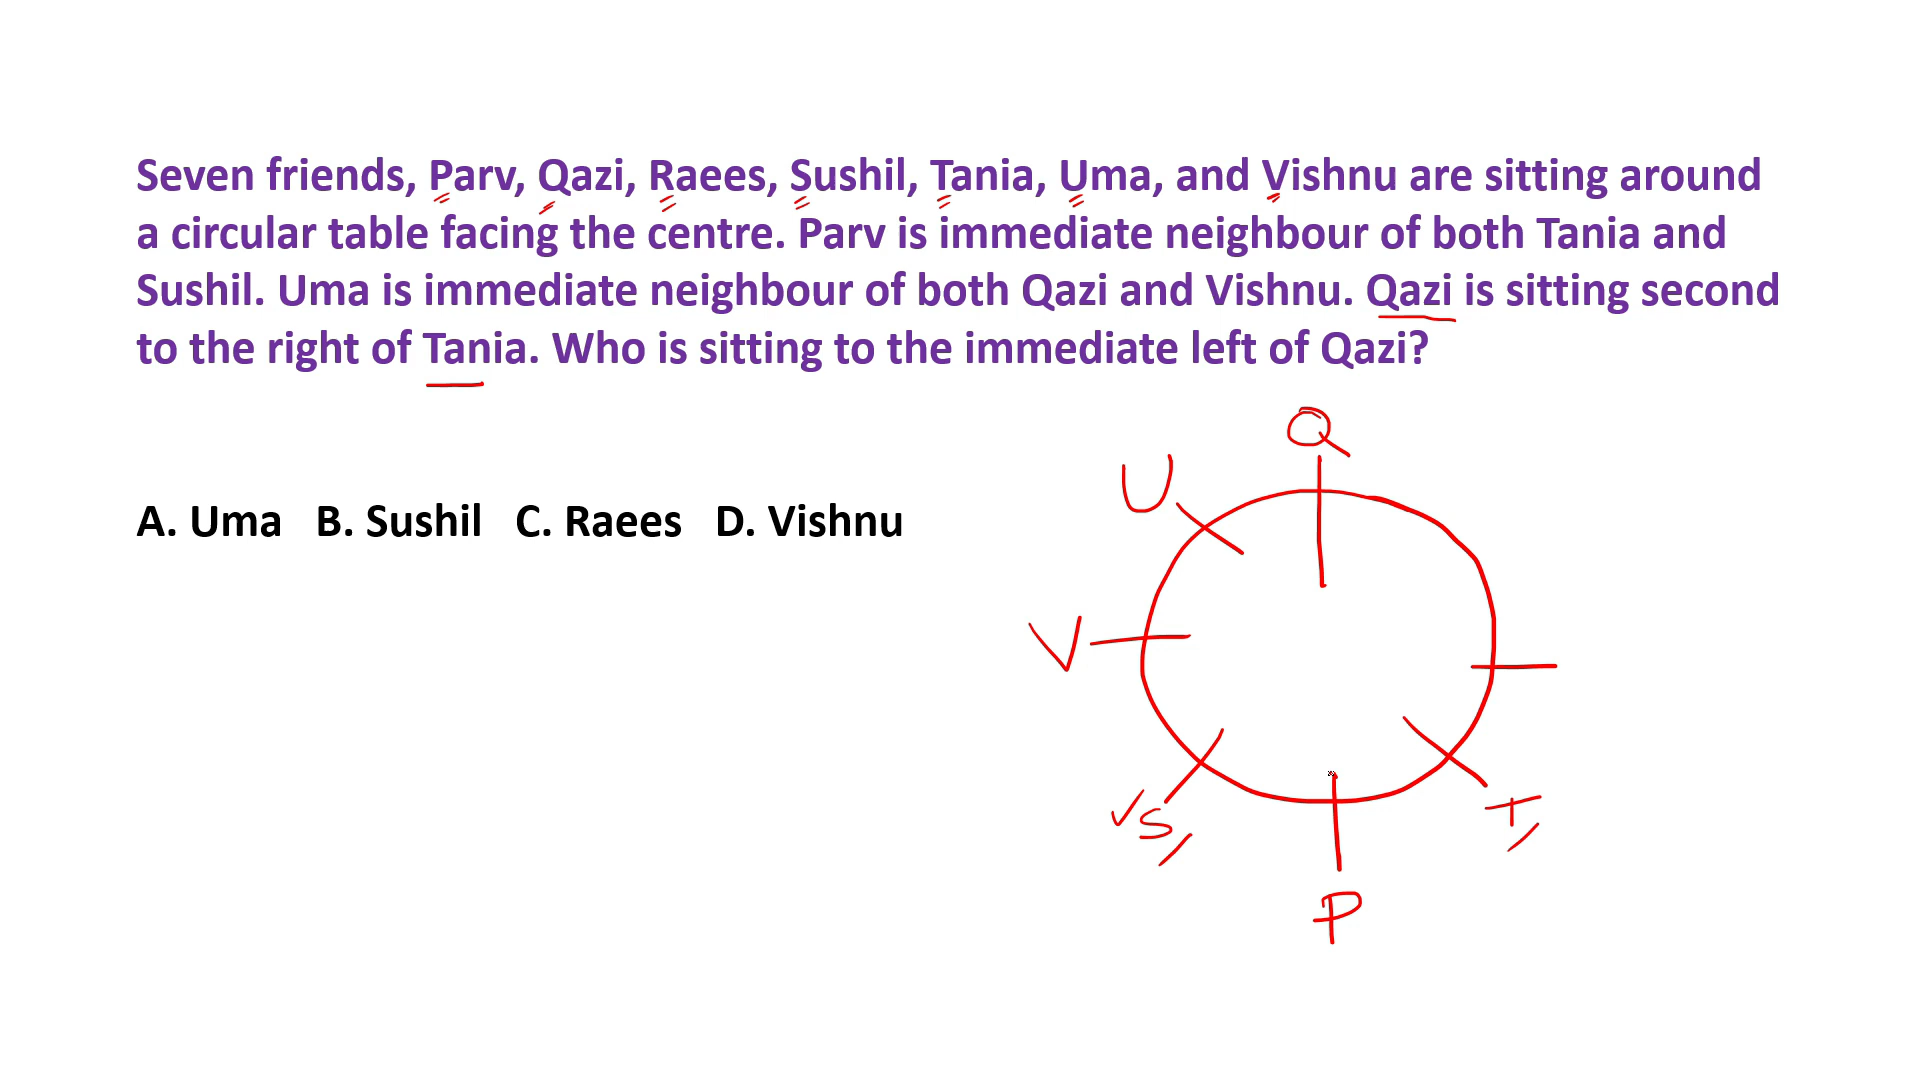 Seven friends, Parv, Qazi, Raees, Sushil, Tania, Uma, and Vishnu are sitting around
a circular table facing the centre. Parv is immediate neighbour of both Tania and
Sushil. Uma is immediate neighbour of both Qazi and Vishnu. Qazi is sitting second
to the right of Tania. Who is sitting to the immediate left of Qazi?
Q
U
A. Uma B. Sushil C. Raees D. Vishnu
V
T
S
P